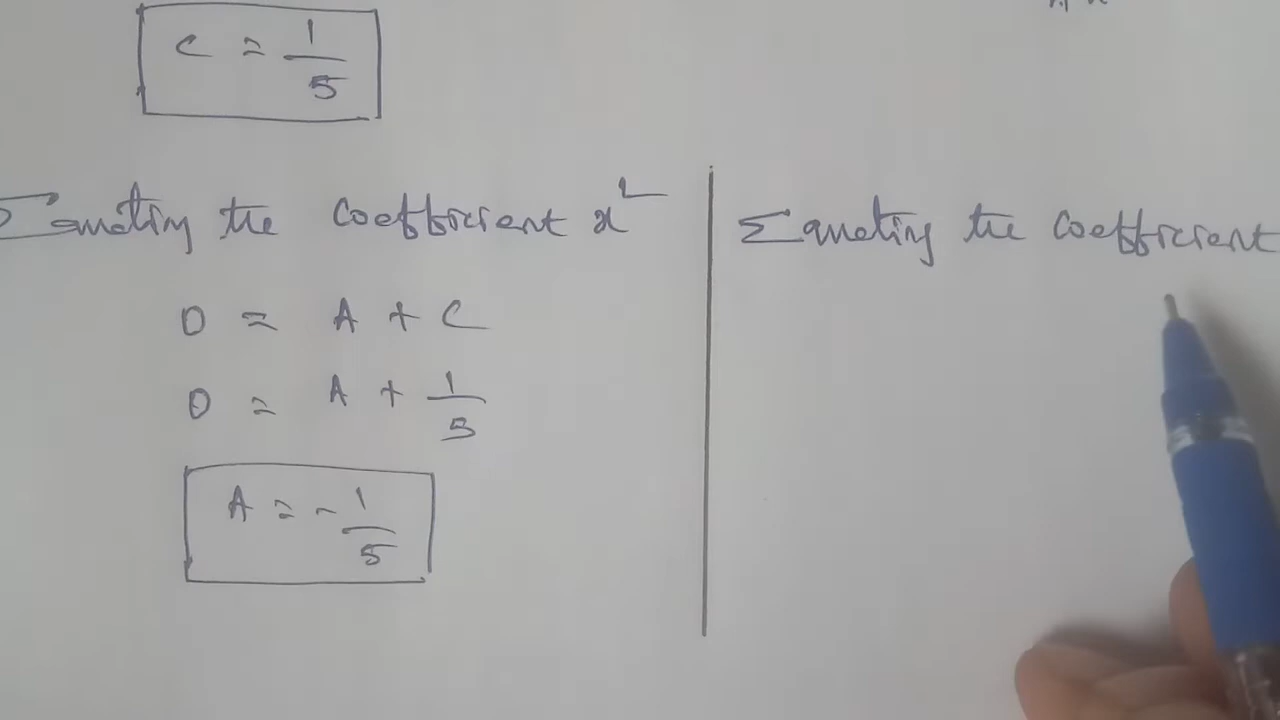 C = 1/5
Equating the coefficient x²
0 = A + C
0 = A + 1/5
A = -1/5
Equating the coefficient